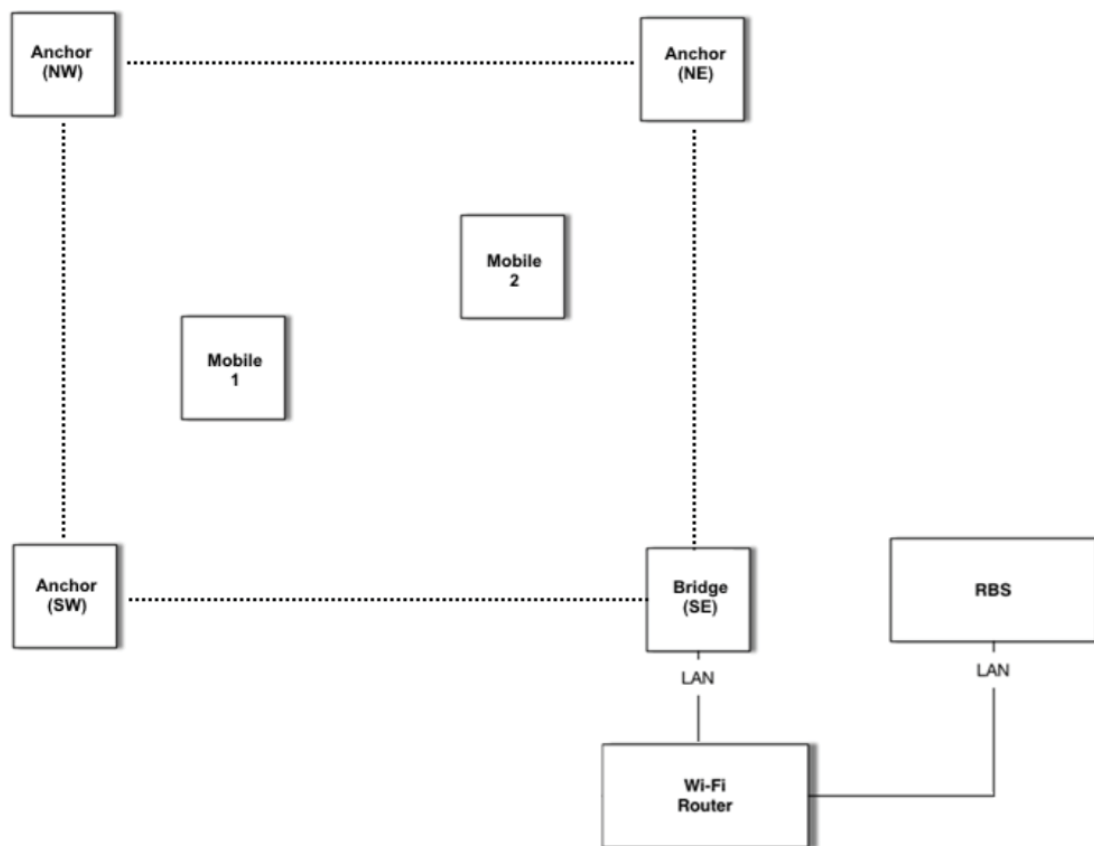 Anchor
(NW)
Anchor
(NE)
Mobile
2
Mobile
1
Anchor
(SW)
Bridge
(SE)
RBS
LAN
LAN
Wi-Fi
Router